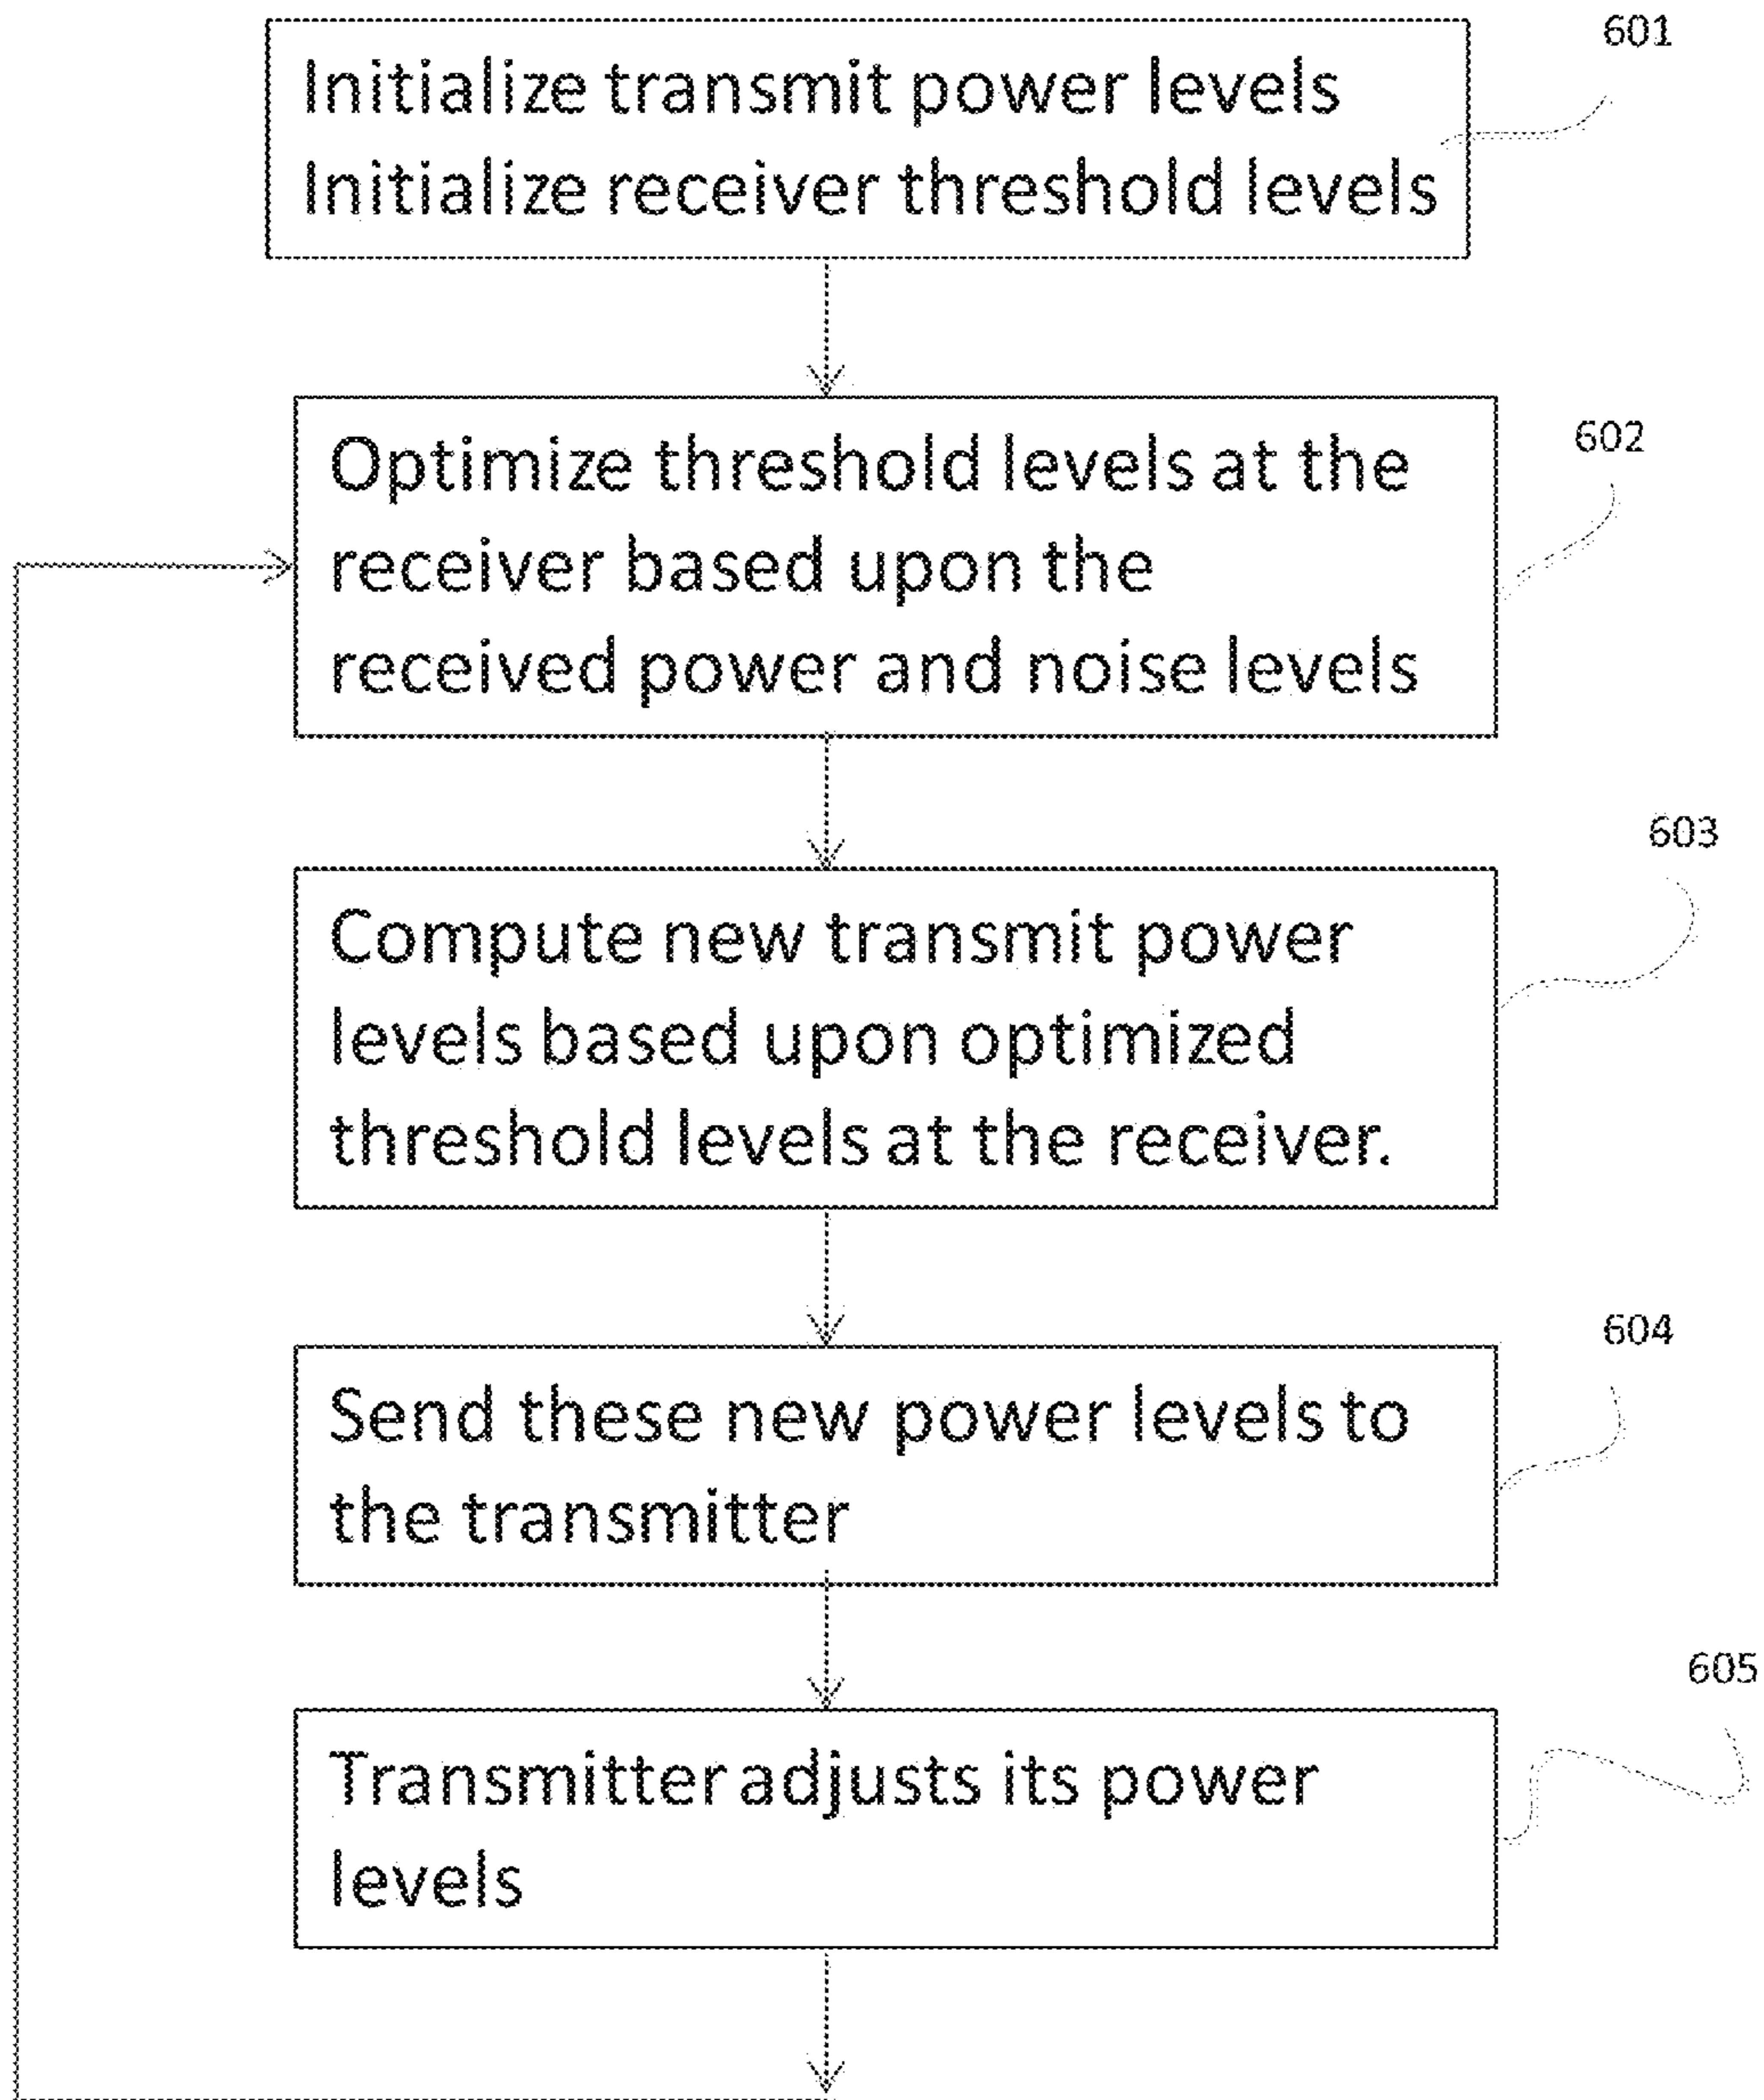 601
Initialize transmit power levels
Initialize receiver threshold levels
602
Optimize threshold levels at the
receiver based upon the
received power and noise levels
603
Compute new transmit power
levels based upon optimized
threshold levels at the receiver.
604
Send these new power levels to
the transmitter
605
Transmitter adjusts its power
levels